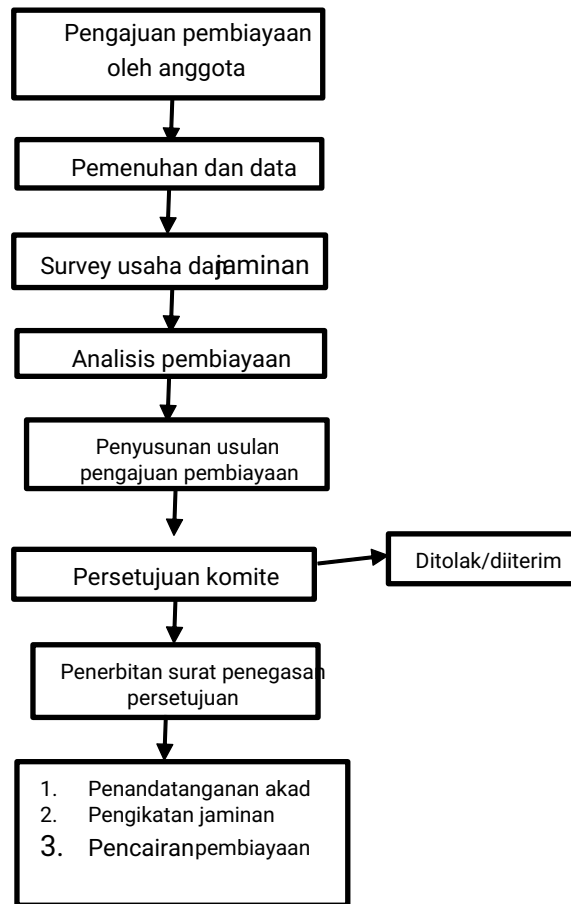 Pengajuan pembiayaan
oleh anggota
Pemenuhan dan data
Survey usaha dan jaminan
Analisis pembiayaan
Penyusunan usulan
pengajuan pembiayaan
Persetujuan komite
Ditolak/diiterim
Penerbitan surat penegasan
persetujuan
1. Penandatanganan akad
2. Pengikatan jaminan
3. Pencairanpembiayaan